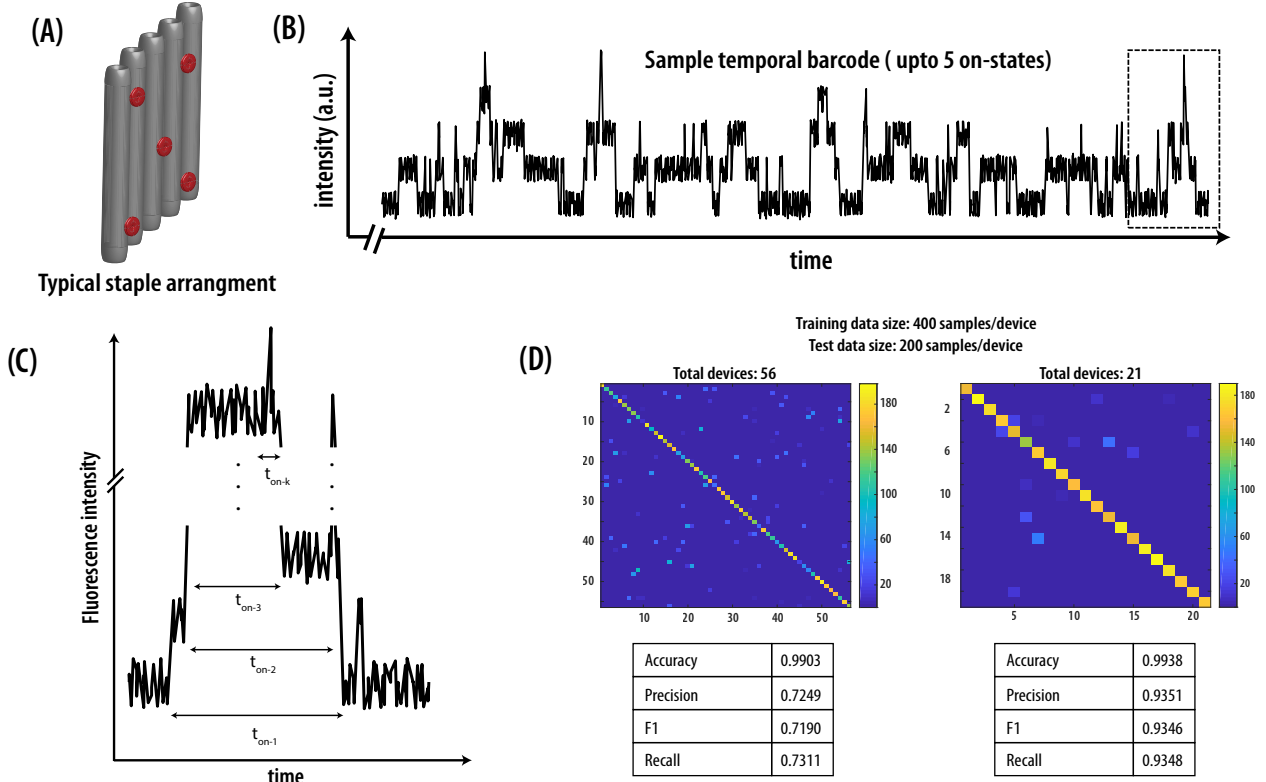 (A)
Typical staple arrangment
(B)
Sample temporal barcode ( upto 5 on-states)
intensity (a.u.)
time
(C)
Fluorescence intensity
t on-k
t on-3
t on-2
t on-1
time
(D)
Training data size: 400 samples/device
Test data size: 200 samples/device
Total devices: 56
10
20
30
40
50
10 20 30 40 50
180
140
100
60
20
Accuracy 0.9903
Precision 0.7249
F1 0.7190
Recall 0.7311
Total devices: 21
2
6
10
14
18
5 10 15 20
180
140
100
60
20
Accuracy 0.9938
Precision 0.9351
F1 0.9346
Recall 0.9348